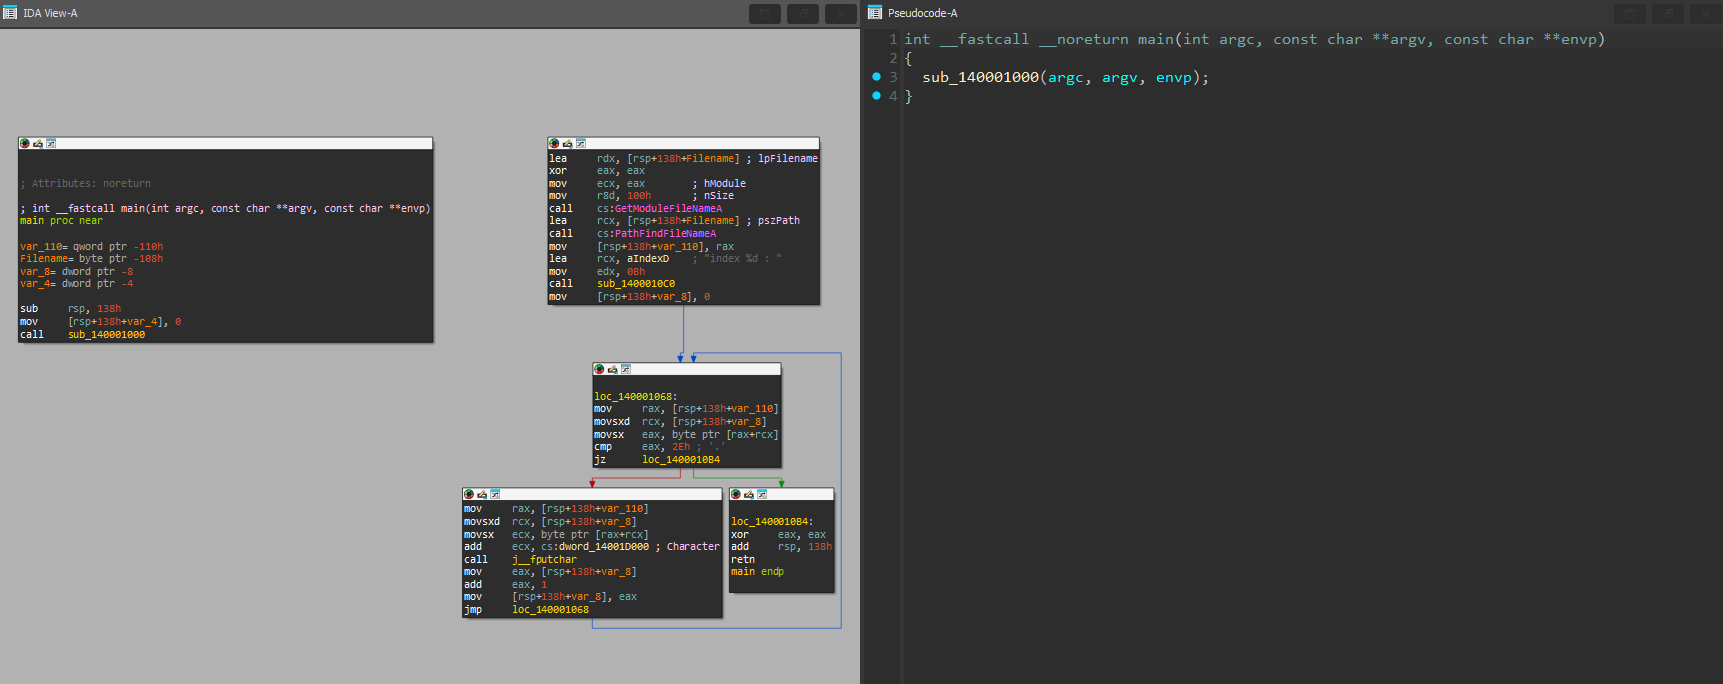 IDA View-A
; Attributes: noreturn
; int __fastcall main(int argc, const char **argv, const char **envp)
main proc near
var_110= qword ptr -110h
Filename= byte ptr -108h
var_8= dword ptr -8
var_4= dword ptr -4
sub rsp, 138h
mov [rsp+138h+var_4], 0
call sub_140001000
lea rdx, [rsp+138h+Filename] ; lpFilename
xor eax, eax
mov ecx, eax ; hModule
mov r8d, 100h ; nSize
call cs:GetModuleFileNameA
lea rcx, [rsp+138h+Filename] ; pszPath
call cs:PathFindFileNameA
mov [rsp+138h+var_110], rax
lea rcx, aIndexD ; "index %d : "
mov edx, 0Bh
call sub_1400010C0
mov [rsp+138h+var_8], 0
loc_140001068:
mov rax, [rsp+138h+var_110]
movsxd rcx, [rsp+138h+var_8]
movsx eax, byte ptr [rax+rcx]
cmp eax, 2Eh ; '.'
jz loc_1400010B4
mov rax, [rsp+138h+var_110]
movsxd rcx, [rsp+138h+var_8]
movsx ecx, byte ptr [rax+rcx]
add ecx, cs:dword_14001D000 ; Character
call j__fputchar
mov eax, [rsp+138h+var_8]
add eax, 1
mov [rsp+138h+var_8], eax
jmp loc_140001068
loc_1400010B4:
xor eax, eax
add rsp, 138h
retn
main endp
Pseudocode-A
1 int __fastcall __noreturn main(int argc, const char **argv, const char **envp)
2 {
3 sub_140001000(argc, argv, envp);
4 }